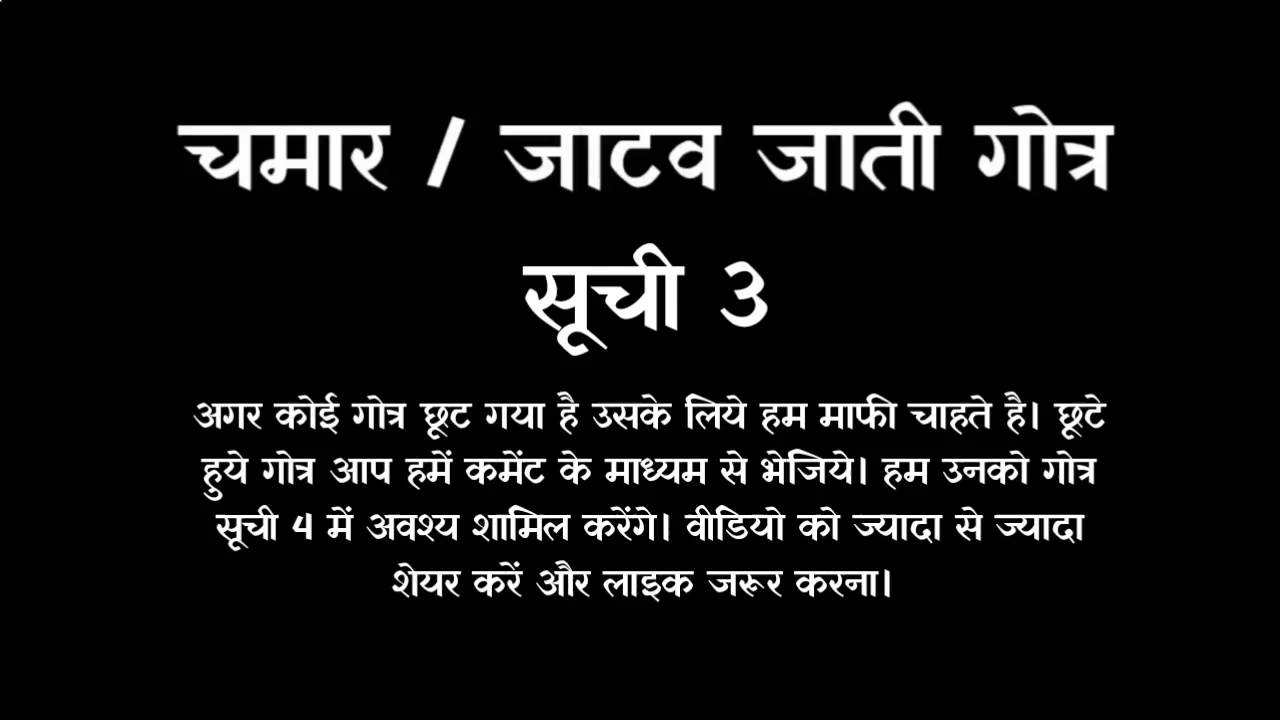 चमार / जाटव जाती गोत्र
सूची 3
अगर कोई गोत्र छूट गया है उसके लिये हम माफी चाहते है। छूटे
हुये गोत्र आप हमें कमेंट के माध्यम से भेजिये। हम उनको गोत्र
सूची 4 में अवश्य शामिल करेंगे। वीडियो को ज्यादा से ज्यादा
शेयर करें और लाइक जरूर करना।